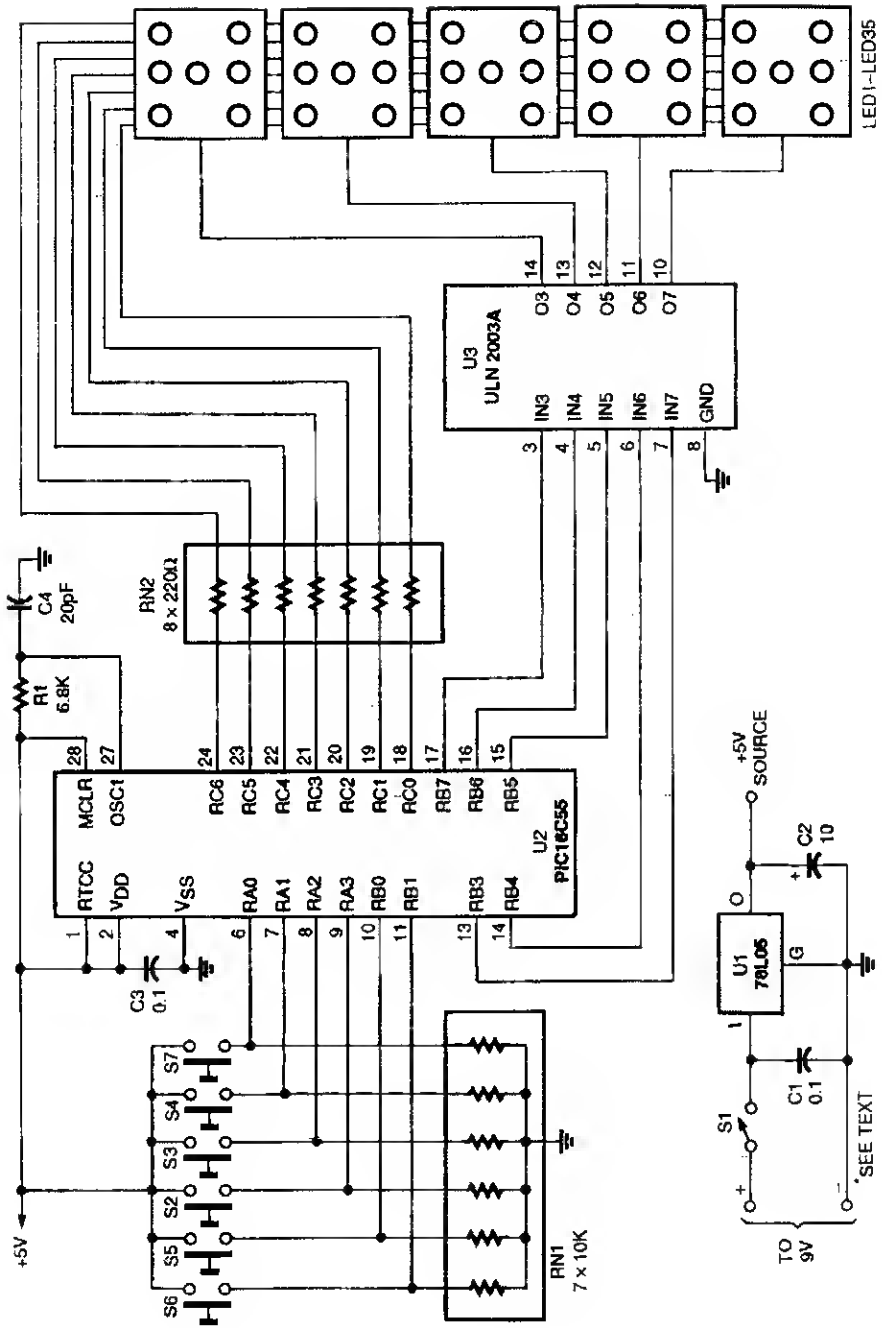 +5V
S6
S5
S2
S3
S4
S7
RN1
7 x 10K
C3
0.1
1
2
4
6
7
8
9
10
11
13
14
RTCC
VDD
VSS
RA0
RA1
RA2
RA3
RB0
RB1
RB3
RB4
MCLR
OSC1
RC6
RC5
RC4
RC3
RC2
RC1
RC0
RB7
RB6
RB5
U2
PIC16C55
28
27
24
23
22
21
20
19
18
17
16
15
R1
6.8K
C4
20pF
RN2
8 x 220Ω
3
4
5
6
7
8
IN3
IN4
IN5
IN6
IN7
GND
U3
ULN 2003A
O3
O4
O5
O6
O7
14
13
12
11
10
LED1-LED35
TO
9V
+
-
S1
*SEE TEXT
C1
0.1
I
U1
78L05
O
G
+
C2
10
+5V
SOURCE